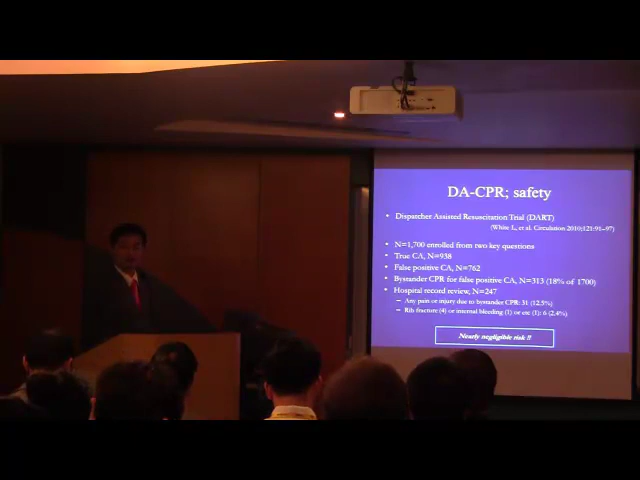 DA-CPR; safety
• Dispatcher Assisted Resuscitation Trial (DART)
(White L, et al. Circulation 2010;121:91-97)
• N=1,700 enrolled from two key questions
• True CA, N=938
• False positive CA, N=762
• Bystander CPR for false positive CA, N=313 (18% of 1700)
• Hospital record review, N=247
– Any pain or injury due to bystander CPR: 31 (12.5%)
– Rib fracture (4) or internal bleeding (1) or etc (1): 6 (2.4%)
Nearly negligible risk !!